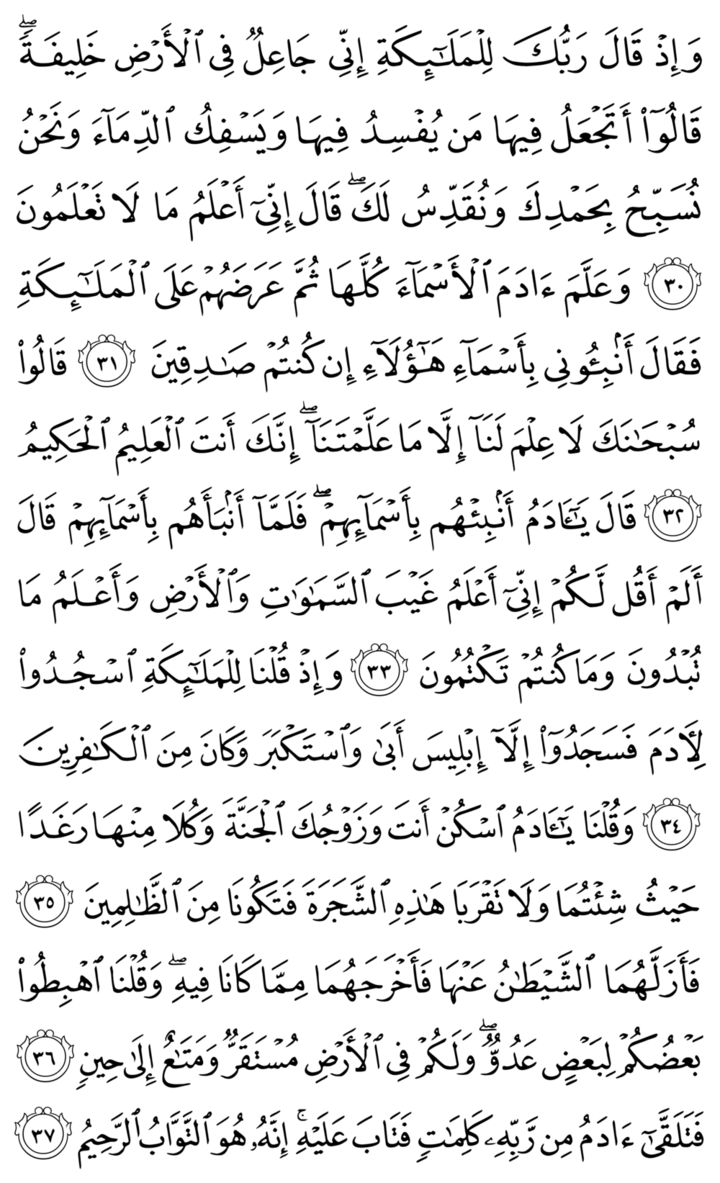 وَإِذۡ قَالَ رَبُّكَ لِلۡمَلَٰٓئِكَةِ إِنِّي جَاعِلٞ فِي ٱلۡأَرۡضِ خَلِيفَةٗۖ
قَالُوٓاْ أَتَجۡعَلُ فِيهَا مَن يُفۡسِدُ فِيهَا وَيَسۡفِكُ ٱلدِّمَآءَ وَنَحۡنُ
نُسَبِّحُ بِحَمۡدِكَ وَنُقَدِّسُ لَكَۖ قَالَ إِنِّيٓ أَعۡلَمُ مَا لَا تَعۡلَمُونَ
٣٠ وَعَلَّمَ ءَادَمَ ٱلۡأَسۡمَآءَ كُلَّهَا ثُمَّ عَرَضَهُمۡ عَلَى ٱلۡمَلَٰٓئِكَةِ
فَقَالَ أَنۢبِـُٔونِي بِأَسۡمَآءِ هَٰٓؤُلَآءِ إِن كُنتُمۡ صَٰدِقِينَ ٣١ قَالُواْ
سُبۡحَٰنَكَ لَا عِلۡمَ لَنَآ إِلَّا مَا عَلَّمۡتَنَآۖ إِنَّكَ أَنتَ ٱلۡعَلِيمُ ٱلۡحَكِيمُ
٣٢ قَالَ يَٰٓـَٔادَمُ أَنۢبِئۡهُم بِأَسۡمَآئِهِمۡۖ فَلَمَّآ أَنۢبَأَهُم بِأَسۡمَآئِهِمۡ قَالَ
أَلَمۡ أَقُل لَّكُمۡ إِنِّيٓ أَعۡلَمُ غَيۡبَ ٱلسَّمَٰوَٰتِ وَٱلۡأَرۡضِ وَأَعۡلَمُ مَا
تُبۡدُونَ وَمَا كُنتُمۡ تَكۡتُمُونَ ٣٣ وَإِذۡ قُلۡنَا لِلۡمَلَٰٓئِكَةِ ٱسۡجُدُواْ
لِأٓدَمَ فَسَجَدُوٓاْ إِلَّآ إِبۡلِيسَ أَبَىٰ وَٱسۡتَكۡبَرَ وَكَانَ مِنَ ٱلۡكَٰفِرِينَ
٣٤ وَقُلۡنَا يَٰٓـَٔادَمُ ٱسۡكُنۡ أَنتَ وَزَوۡجُكَ ٱلۡجَنَّةَ وَكُلَا مِنۡهَا رَغَدًا
حَيۡثُ شِئۡتُمَا وَلَا تَقۡرَبَا هَٰذِهِ ٱلشَّجَرَةَ فَتَكُونَا مِنَ ٱلظَّٰلِمِينَ ٣٥
فَأَزَلَّهُمَا ٱلشَّيۡطَٰنُ عَنۡهَا فَأَخۡرَجَهُمَا مِمَّا كَانَا فِيهِۖ وَقُلۡنَا ٱهۡبِطُواْ
بَعۡضُكُمۡ لِبَعۡضٍ عَدُوّٞۖ وَلَكُمۡ فِي ٱلۡأَرۡضِ مُسۡتَقَرّٞ وَمَتَٰعٌ إِلَىٰ حِينٖ ٣٦
فَتَلَقَّىٰٓ ءَادَمُ مِن رَّبِّهِۦ كَلِمَٰتٖ فَتَابَ عَلَيۡهِۚ إِنَّهُۥ هُوَ ٱلتَّوَّابُ ٱلرَّحِيمُ ٣٧